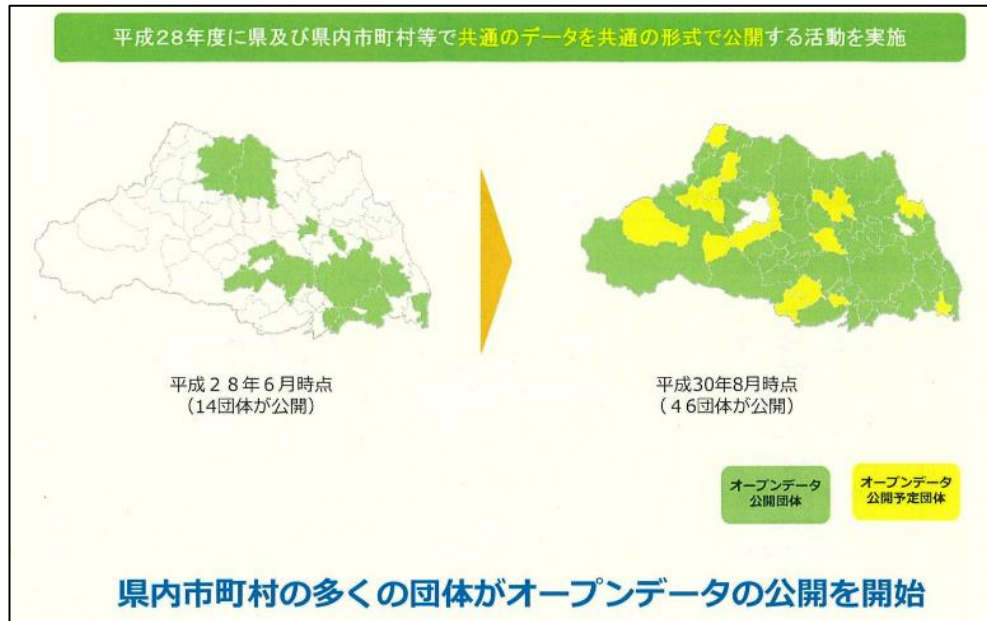 平成28年度に県及び県内市町村等で共通のデータを共通の形式で公開する活動を実施
平成２８年６月時点
（14団体が公開）
平成30年8月時点
（４６団体が公開）
オープンデータ
公開団体
オープンデータ
公開予定団体
県内市町村の多くの団体がオープンデータの公開を開始